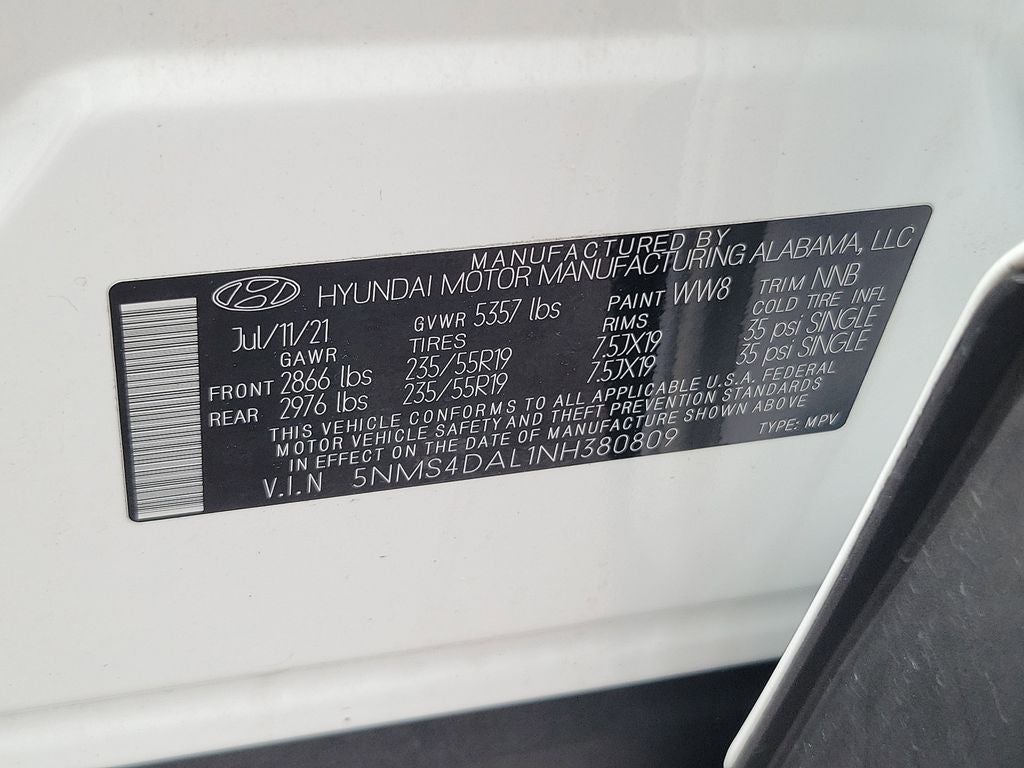 MANUFACTURED BY
HYUNDAI MOTOR MANUFACTURING ALABAMA, LLC
Jul/11/21 GVWR 5357 lbs PAINT WW8 TRIM NNB
GAWR TIRES RIMS COLD TIRE INFL
FRONT 2866 lbs 235/55R19 7.5JX19 35 psi SINGLE
REAR 2976 lbs 235/55R19 7.5JX19 35 psi SINGLE
THIS VEHICLE CONFORMS TO ALL APPLICABLE U.S.A. FEDERAL
MOTOR VEHICLE SAFETY AND THEFT PREVENTION STANDARDS
IN EFFECT ON THE DATE OF MANUFACTURE SHOWN ABOVE
V.I.N 5NMS4DAL1NH380809 TYPE: MPV